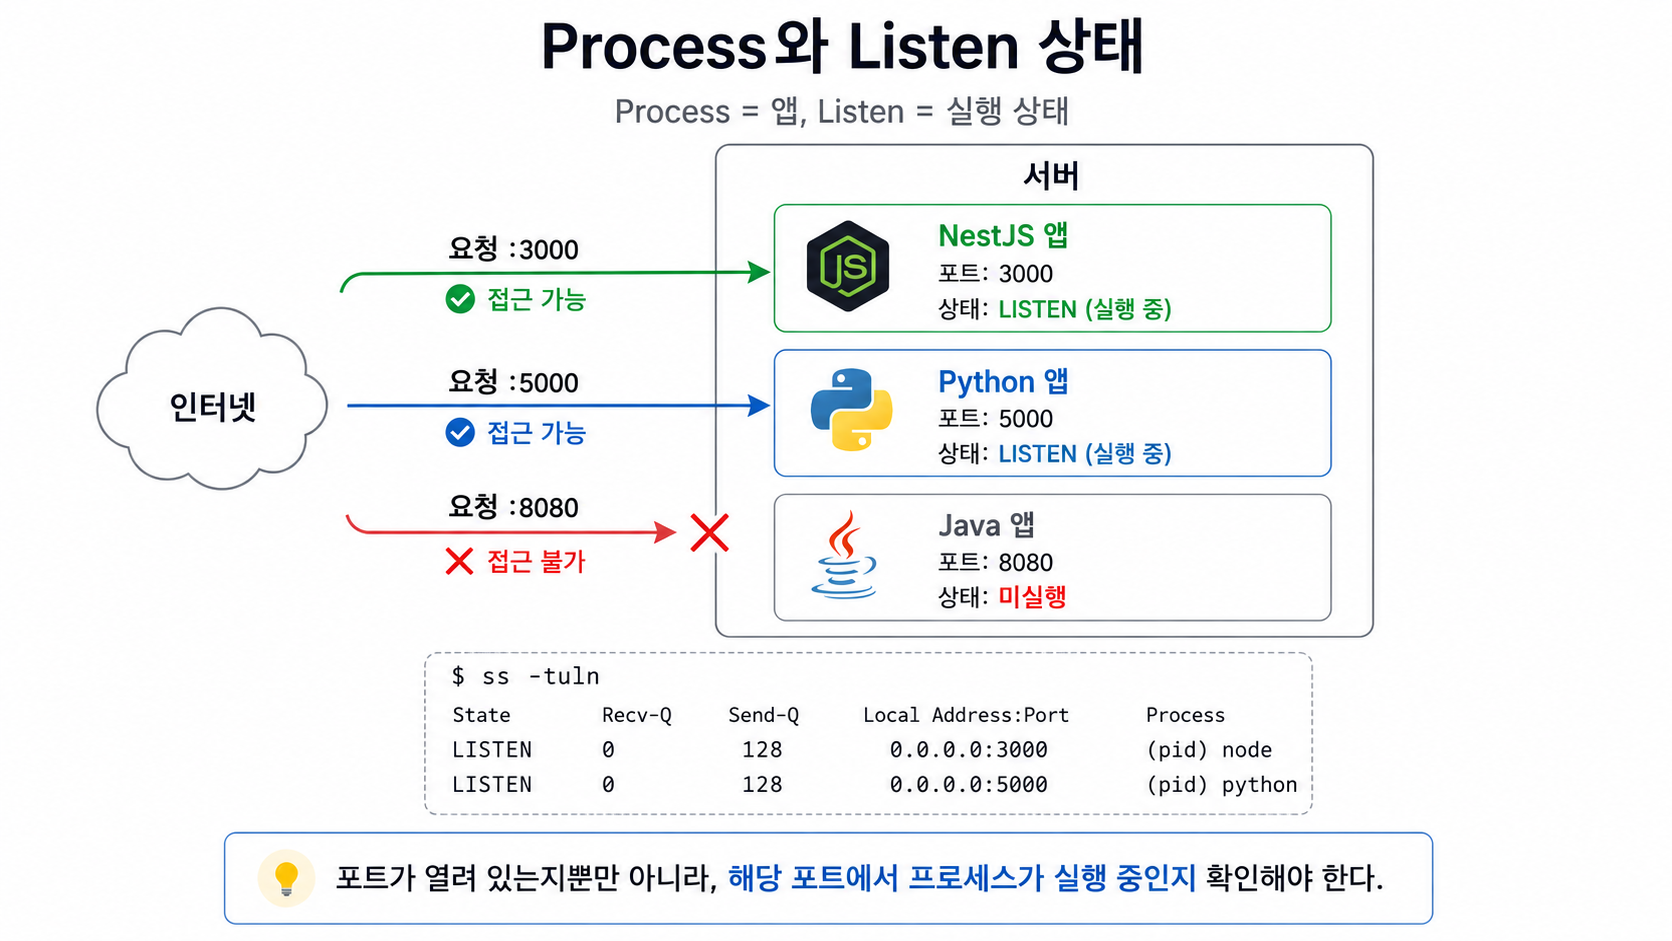 Process와 Listen 상태
Process = 앱, Listen = 실행 상태
서버
인터넷
요청 :3000
접근 가능
NestJS 앱
포트: 3000
상태: LISTEN (실행 중)
요청 :5000
접근 가능
Python 앱
포트: 5000
상태: LISTEN (실행 중)
요청 :8080
접근 불가
Java 앱
포트: 8080
상태: 미실행
JS
$ ss -tuln
State Recv-Q Send-Q Local Address:Port Process
LISTEN 0 128 0.0.0.0:3000 (pid) node
LISTEN 0 128 0.0.0.0:5000 (pid) python
포트가 열려 있는지뿐만 아니라, 해당 포트에서 프로세스가 실행 중인지 확인해야 한다.